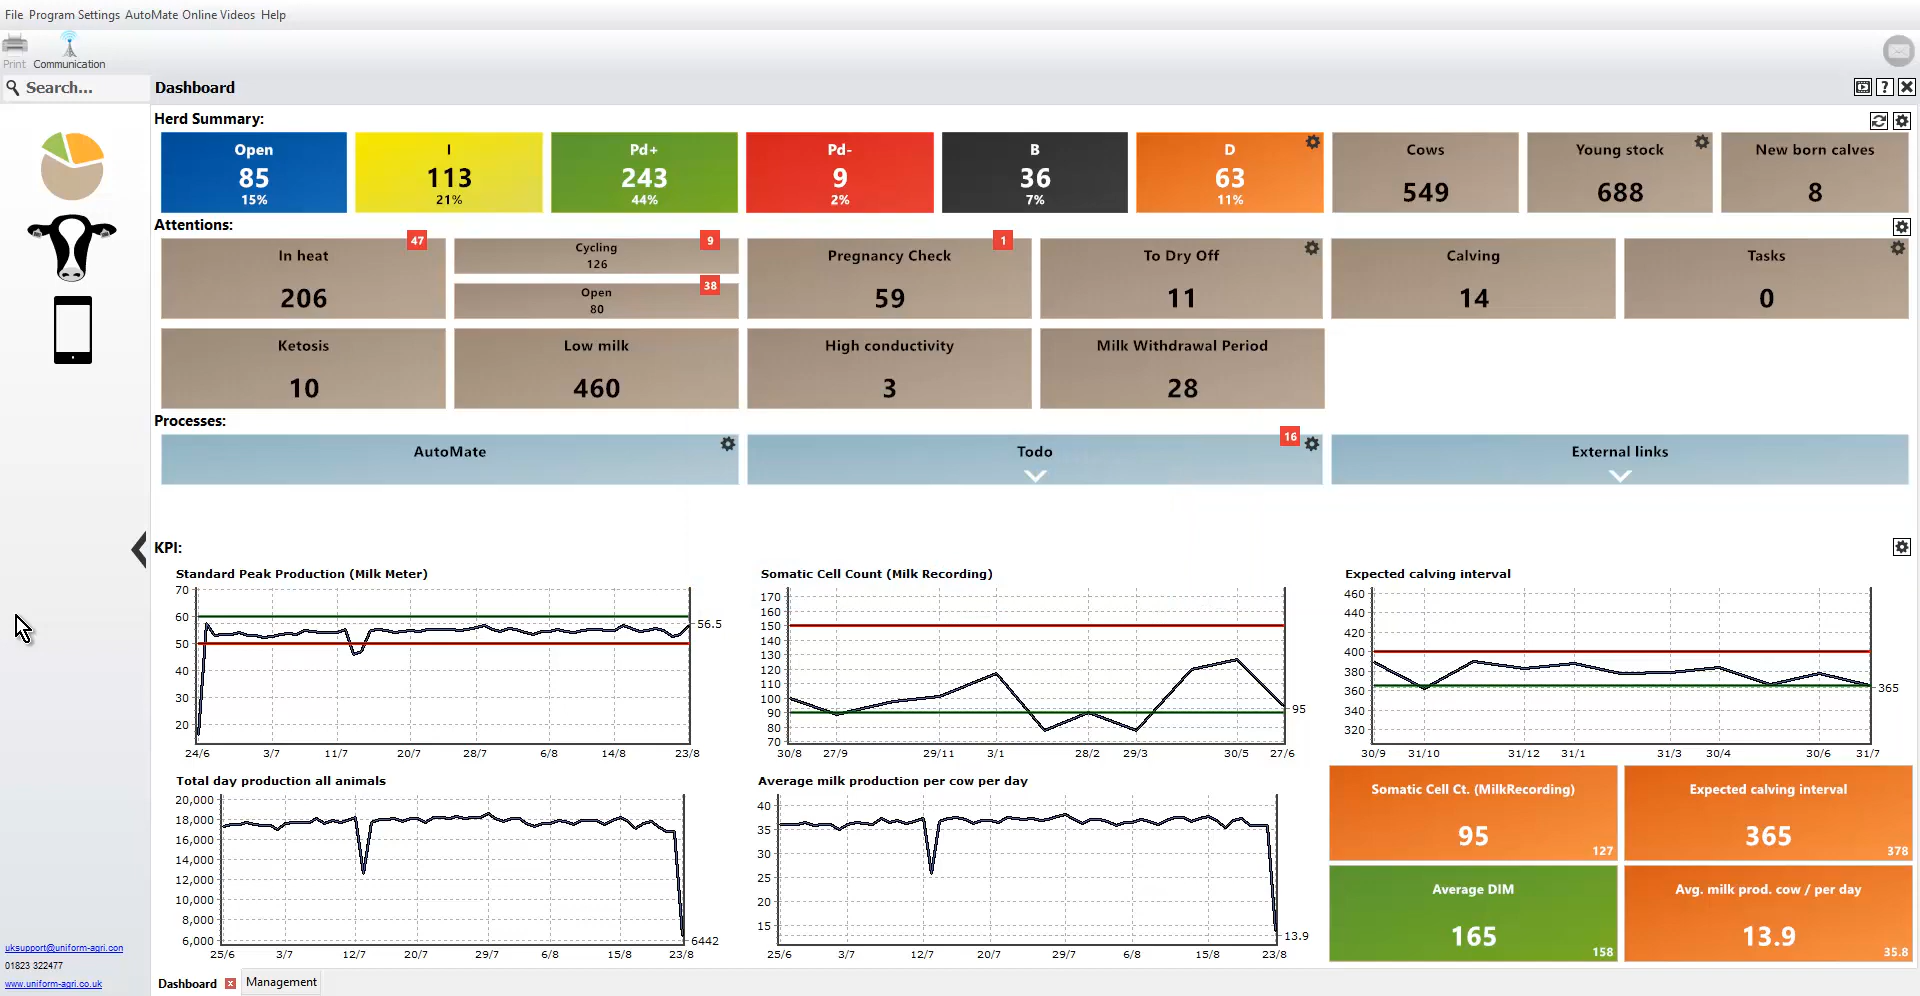 File Program Settings AutoMate Online Videos Help
Print Communication
Search...
Dashboard
Herd Summary:
Open
85
15%
I
113
21%
Pd+
243
44%
Pd-
9
2%
B
36
7%
D
63
11%
Cows
549
Young stock
688
New born calves
8
Attentions:
In heat
47
206
Cycling
9
126
Open
38
80
Pregnancy Check
1
59
To Dry Off
11
Calving
14
Tasks
0
Ketosis
10
Low milk
460
High conductivity
3
Milk Withdrawal Period
28
Processes:
AutoMate
Todo
16
External links
KPI:
Standard Peak Production (Milk Meter)
70
60
50
40
30
20
56.5
24/6 3/7 11/7 20/7 28/7 6/8 14/8 23/8
Somatic Cell Count (Milk Recording)
170
160
150
140
130
120
110
100
90
80
70
95
30/8 27/9 29/11 3/1 28/2 29/3 30/5 27/6
Expected calving interval
460
440
420
400
380
360
340
320
365
30/9 31/10 31/12 31/1 31/3 30/4 30/6 31/7
Total day production all animals
20,000
18,000
16,000
14,000
12,000
10,000
8,000
6,000
6442
25/6 3/7 12/7 20/7 29/7 6/8 15/8 23/8
Average milk production per cow per day
40
35
30
25
20
15
13.9
25/6 3/7 12/7 20/7 29/7 6/8 15/8 23/8
Somatic Cell Ct. (MilkRecording)
95
127
Expected calving interval
365
378
Average DIM
165
158
Avg. milk prod. cow / per day
13.9
35.8
uksupport@uniform-agri.con
01823 322477
www.uniform-agri.co.uk
Dashboard x Management